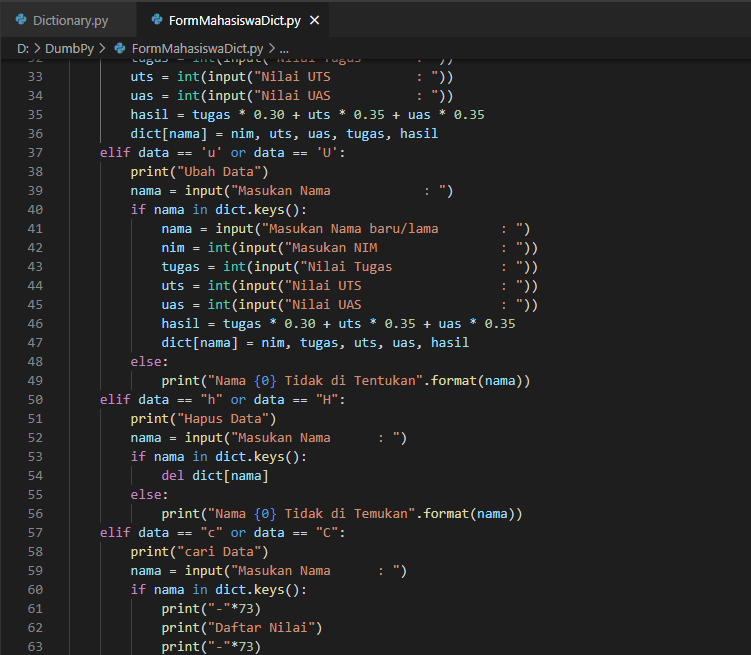 Dictionary.py FormMahasiswaDict.py ×
D: > DumbPy > FormMahasiswaDict.py > ...
32 tugas = int(input("Nilai Tugas : "))
33 uts = int(input("Nilai UTS : "))
34 uas = int(input("Nilai UAS : "))
35 hasil = tugas * 0.30 + uts * 0.35 + uas * 0.35
36 dict[nama] = nim, uts, uas, tugas, hasil
37 elif data == 'u' or data == 'U':
38 print("Ubah Data")
39 nama = input("Masukan Nama : ")
40 if nama in dict.keys():
41 nama = input("Masukan Nama baru/lama : ")
42 nim = int(input("Masukan NIM : "))
43 tugas = int(input("Nilai Tugas : "))
44 uts = int(input("Nilai UTS : "))
45 uas = int(input("Nilai UAS : "))
46 hasil = tugas * 0.30 + uts * 0.35 + uas * 0.35
47 dict[nama] = nim, tugas, uts, uas, hasil
48 else:
49 print("Nama {0} Tidak di Tentukan".format(nama))
50 elif data == "h" or data == "H":
51 print("Hapus Data")
52 nama = input("Masukan Nama : ")
53 if nama in dict.keys():
54 del dict[nama]
55 else:
56 print("Nama {0} Tidak di Temukan".format(nama))
57 elif data == "c" or data == "C":
58 print("cari Data")
59 nama = input("Masukan Nama : ")
60 if nama in dict.keys():
61 print("-"*73)
62 print("Daftar Nilai")
63 print("-"*73)